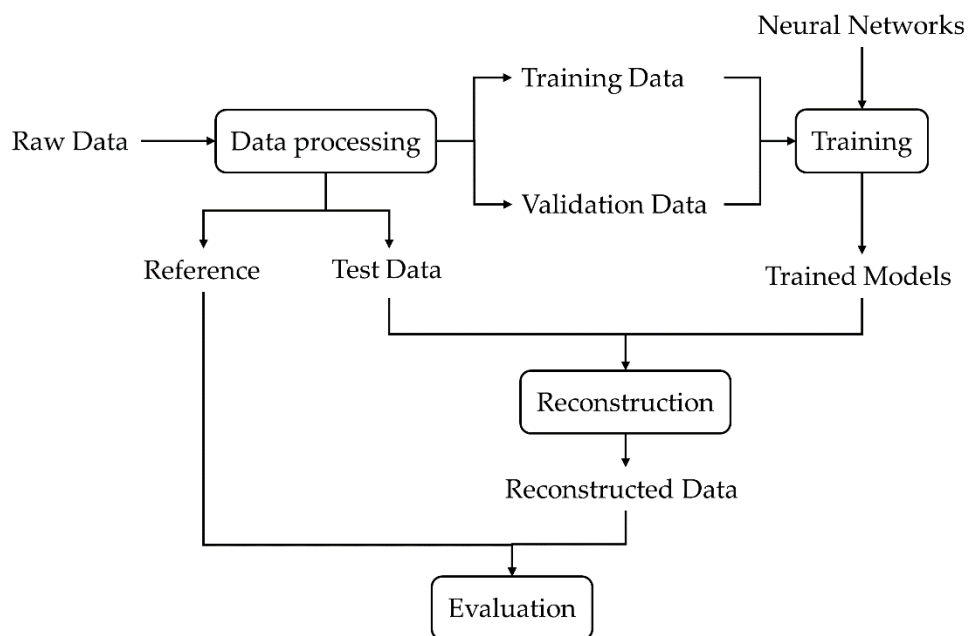 Neural Networks
Training Data
Raw Data
Data processing
Training
Validation Data
Reference
Test Data
Trained Models
Reconstruction
Reconstructed Data
Evaluation